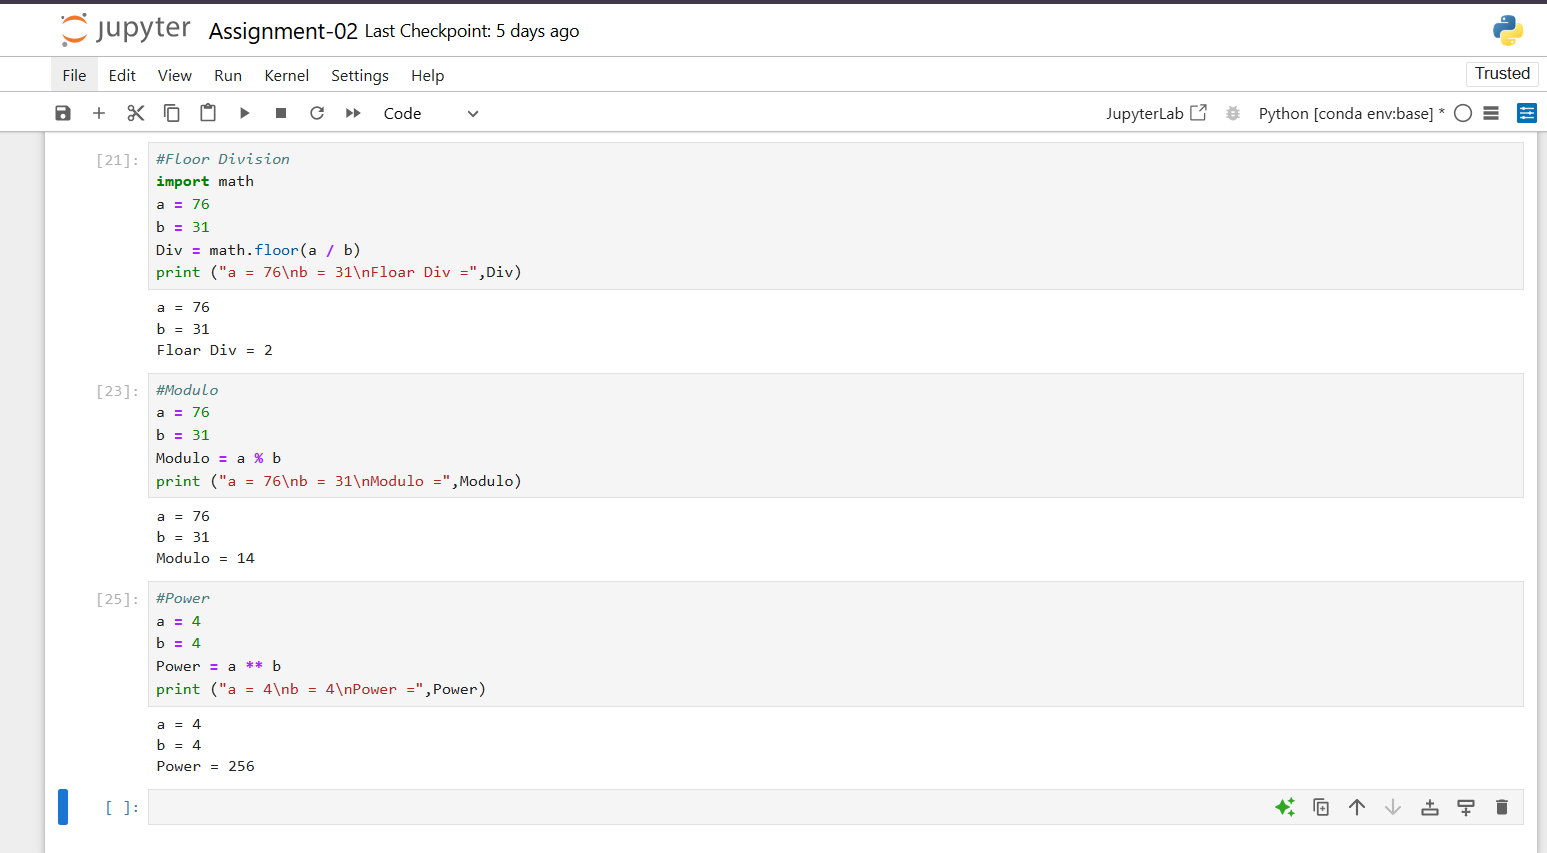 jupyter Assignment-02 Last Checkpoint: 5 days ago
File Edit View Run Kernel Settings Help Trusted
Code JupyterLab Python [conda env:base] *
[21]: #Floor Division
import math
a = 76
b = 31
Div = math.floor(a / b)
print ("a = 76\nb = 31\nFloar Div =",Div)
a = 76
b = 31
Floar Div = 2
[23]: #Modulo
a = 76
b = 31
Modulo = a % b
print ("a = 76\nb = 31\nModulo =",Modulo)
a = 76
b = 31
Modulo = 14
[25]: #Power
a = 4
b = 4
Power = a ** b
print ("a = 4\nb = 4\nPower =",Power)
a = 4
b = 4
Power = 256
[ ]: